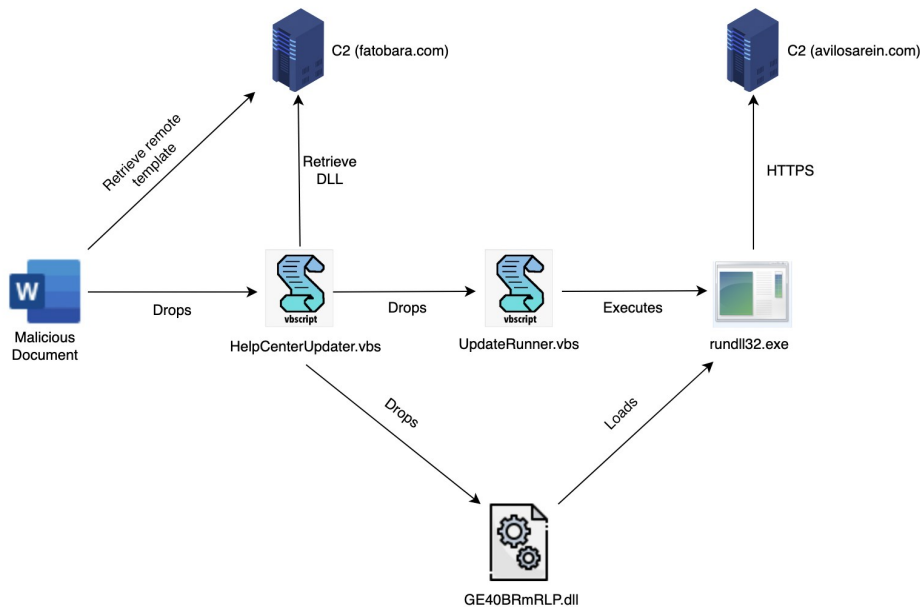 C2 (fatobara.com)
C2 (avilosarein.com)
Retrieve remote
template
Retrieve
DLL
HTTPS
W
Malicious
Document
Drops
vbscript
HelpCenterUpdater.vbs
Drops
vbscript
UpdateRunner.vbs
Executes
rundll32.exe
Drops
Loads
GE40BRmRLP.dll